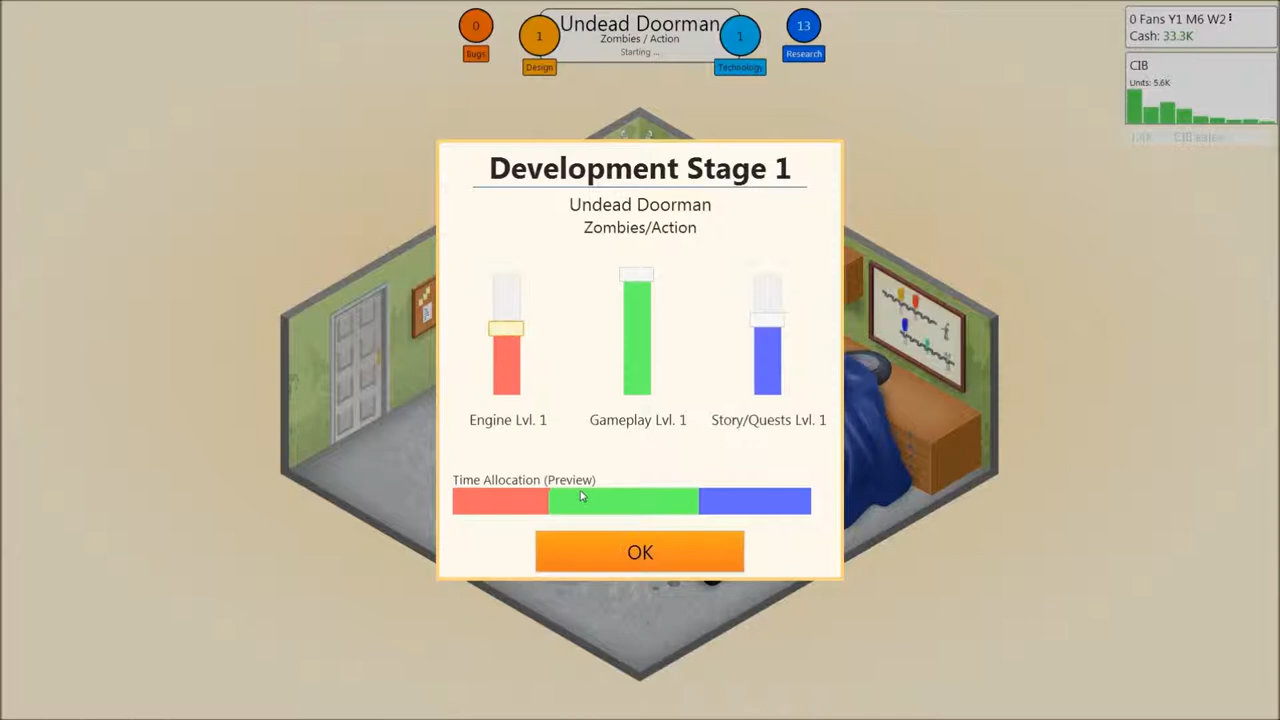 0
Bugs
1
Design
Undead Doorman
Zombies / Action
Starting ...
1
Technology
13
Research
0 Fans Y1 M6 W2
Cash: 33.3K
CIB
Units: 5.6K
Development Stage 1
Undead Doorman
Zombies/Action
Engine Lvl. 1
Gameplay Lvl. 1
Story/Quests Lvl. 1
Time Allocation (Preview)
OK